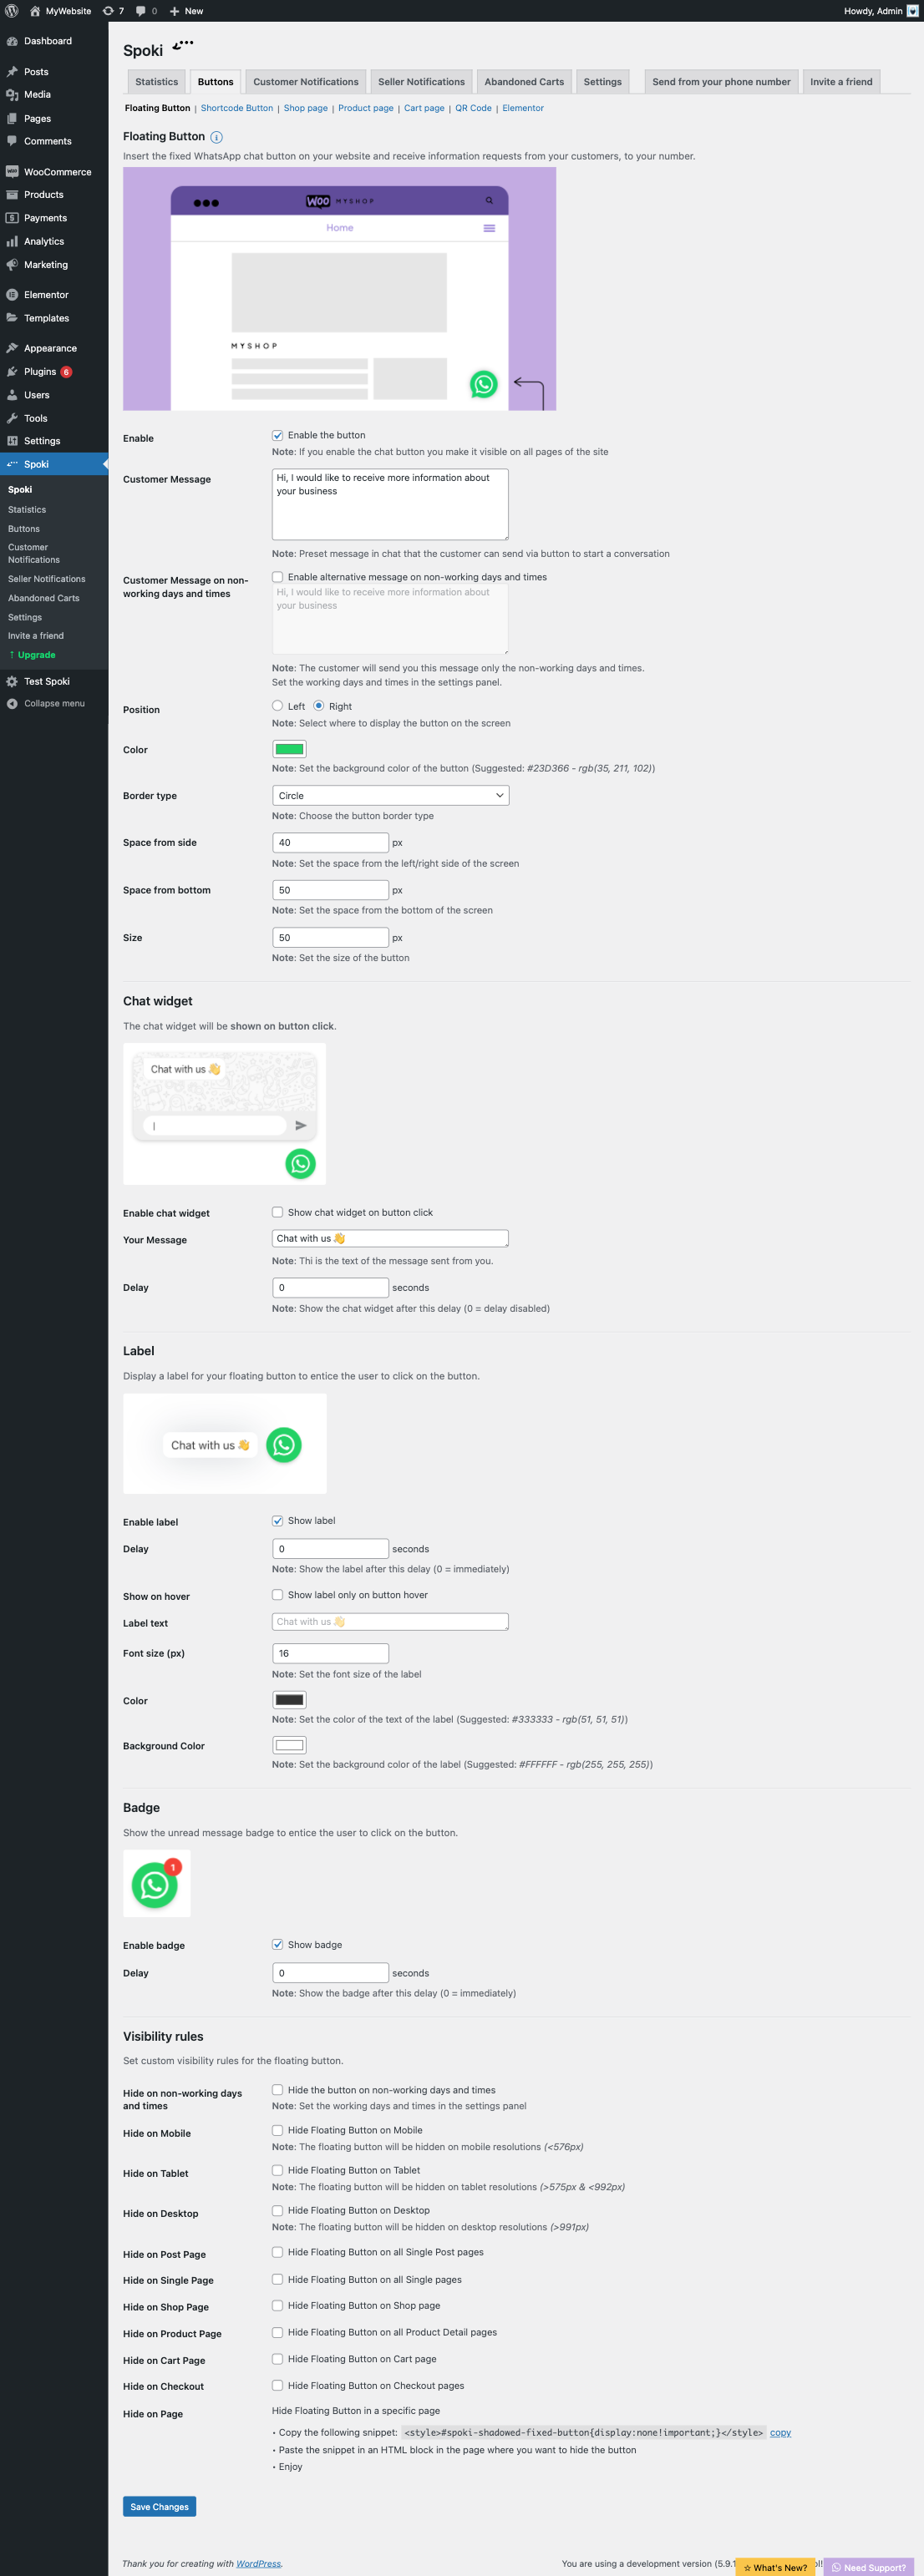 MyWebsite 7 0 New Howdy, Admin
Dashboard
Posts
Media
Pages
Comments
WooCommerce
Products
Payments
Analytics
Marketing
Elementor
Templates
Appearance
Plugins 6
Users
Tools
Settings
Spoki
Spoki
Statistics
Buttons
Customer
Notifications
Seller Notifications
Abandoned Carts
Settings
Invite a friend
↑ Upgrade
Test Spoki
Collapse menu
Spoki
Statistics Buttons Customer Notifications Seller Notifications Abandoned Carts Settings Send from your phone number Invite a friend
Floating Button | Shortcode Button | Shop page | Product page | Cart page | QR Code | Elementor
Floating Button i
Insert the fixed WhatsApp chat button on your website and receive information requests from your customers, to your number.
WOO MYSHOP
Home
MYSHOP
Enable Enable the button
Note: If you enable the chat button you make it visible on all pages of the site
Customer Message Hi, I would like to receive more information about
your business
Note: Preset message in chat that the customer can send via button to start a conversation
Customer Message on non-
working days and times
Enable alternative message on non-working days and times
Hi, I would like to receive more information about
your business
Note: The customer will send you this message only the non-working days and times.
Set the working days and times in the settings panel.
Position Left Right
Note: Select where to display the button on the screen
Color
Note: Set the background color of the button (Suggested: #23D366 - rgb(35, 211, 102))
Border type Circle
Note: Choose the button border type
Space from side 40 px
Note: Set the space from the left/right side of the screen
Space from bottom 50 px
Note: Set the space from the bottom of the screen
Size 50 px
Note: Set the size of the button
Chat widget
The chat widget will be shown on button click.
Chat with us 👋
Enable chat widget Show chat widget on button click
Your Message Chat with us 👋
Note: Thi is the text of the message sent from you.
Delay 0 seconds
Note: Show the chat widget after this delay (0 = delay disabled)
Label
Display a label for your floating button to entice the user to click on the button.
Chat with us 👋
Enable label Show label
Delay 0 seconds
Note: Show the label after this delay (0 = immediately)
Show on hover Show label only on button hover
Label text Chat with us 👋
Font size (px) 16
Note: Set the font size of the label
Color
Note: Set the color of the text of the label (Suggested: #333333 - rgb(51, 51, 51))
Background Color
Note: Set the background color of the label (Suggested: #FFFFFF - rgb(255, 255, 255))
Badge
Show the unread message badge to entice the user to click on the button.
1
Enable badge Show badge
Delay 0 seconds
Note: Show the badge after this delay (0 = immediately)
Visibility rules
Set custom visibility rules for the floating button.
Hide on non-working days
and times
Hide the button on non-working days and times
Note: Set the working days and times in the settings panel
Hide on Mobile Hide Floating Button on Mobile
Note: The floating button will be hidden on mobile resolutions (<576px)
Hide on Tablet Hide Floating Button on Tablet
Note: The floating button will be hidden on tablet resolutions (>575px & <992px)
Hide on Desktop Hide Floating Button on Desktop
Note: The floating button will be hidden on desktop resolutions (>991px)
Hide on Post Page Hide Floating Button on all Single Post pages
Hide on Single Page Hide Floating Button on all Single pages
Hide on Shop Page Hide Floating Button on Shop page
Hide on Product Page Hide Floating Button on all Product Detail pages
Hide on Cart Page Hide Floating Button on Cart page
Hide on Checkout Hide Floating Button on Checkout pages
Hide on Page Hide Floating Button in a specific page
• Copy the following snippet: <style>#spoki-shadowed-fixed-button{display:none!important;}</style> copy
• Paste the snippet in an HTML block in the page where you want to hide the button
• Enjoy
Save Changes
Thank you for creating with WordPress. You are using a development version (5.9.1
☆ What's New? Need Support?